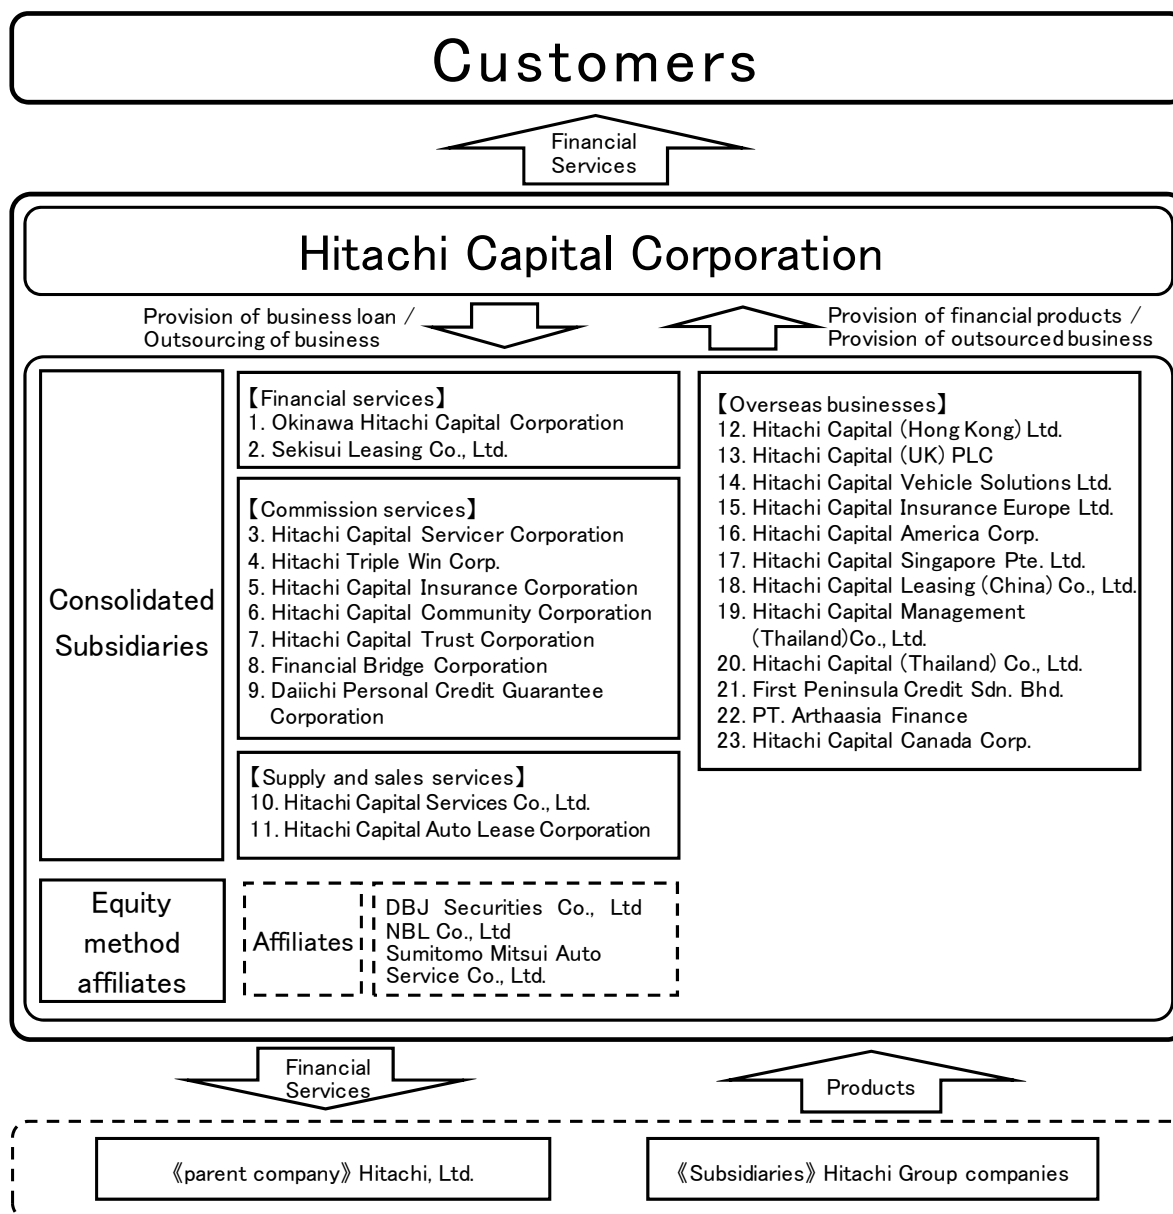 Customers
Financial
Services
Hitachi Capital Corporation
Provision of business loan /
Outsourcing of business
Provision of financial products /
Provision of outsourced business
Consolidated
Subsidiaries
【Financial services】
1. Okinawa Hitachi Capital Corporation
2. Sekisui Leasing Co., Ltd.
【Commission services】
3. Hitachi Capital Servicer Corporation
4. Hitachi Triple Win Corp.
5. Hitachi Capital Insurance Corporation
6. Hitachi Capital Community Corporation
7. Hitachi Capital Trust Corporation
8. Financial Bridge Corporation
9. Daiichi Personal Credit Guarantee
Corporation
【Supply and sales services】
10. Hitachi Capital Services Co., Ltd.
11. Hitachi Capital Auto Lease Corporation
【Overseas businesses】
12. Hitachi Capital (Hong Kong) Ltd.
13. Hitachi Capital (UK) PLC
14. Hitachi Capital Vehicle Solutions Ltd.
15. Hitachi Capital Insurance Europe Ltd.
16. Hitachi Capital America Corp.
17. Hitachi Capital Singapore Pte. Ltd.
18. Hitachi Capital Leasing (China) Co., Ltd.
19. Hitachi Capital Management
(Thailand)Co., Ltd.
20. Hitachi Capital (Thailand) Co., Ltd.
21. First Peninsula Credit Sdn. Bhd.
22. PT. Arthaasia Finance
23. Hitachi Capital Canada Corp.
Equity
method
affiliates
Affiliates
DBJ Securities Co., Ltd
NBL Co., Ltd
Sumitomo Mitsui Auto
Service Co., Ltd.
Financial
Services
Products
《parent company》 Hitachi, Ltd.
《Subsidiaries》 Hitachi Group companies